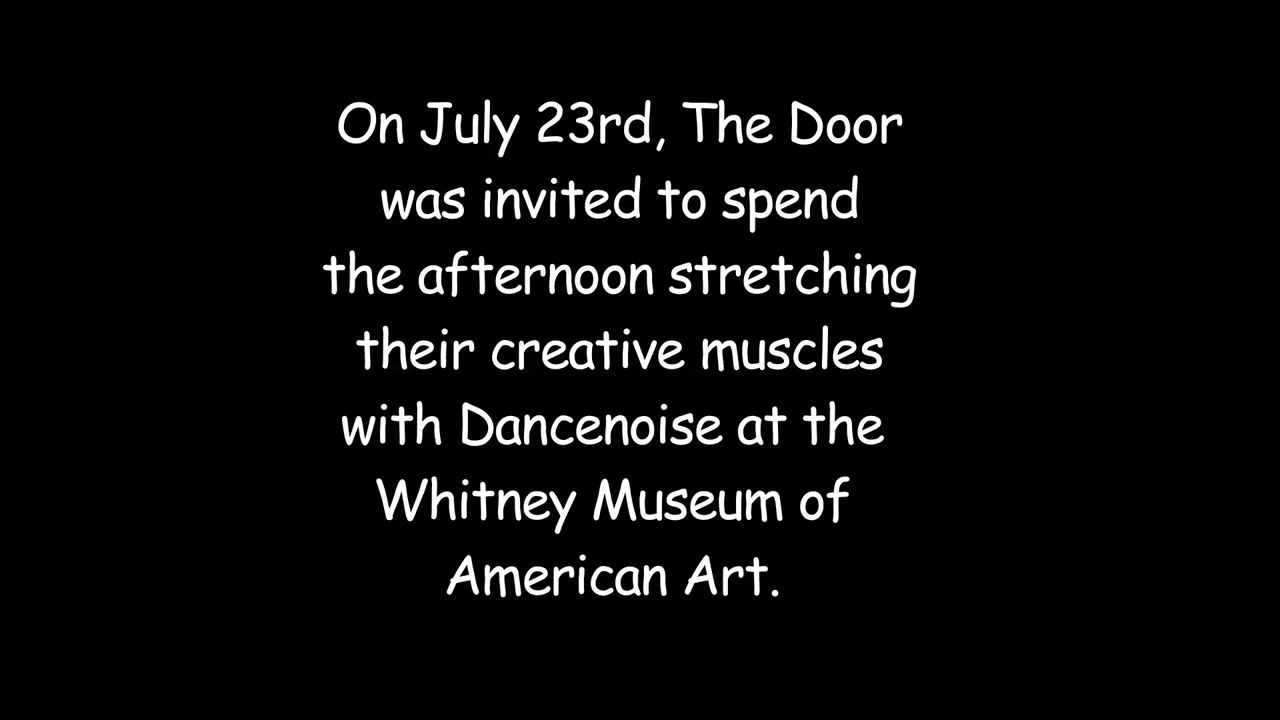 On July 23rd, The Door
was invited to spend
the afternoon stretching
their creative muscles
with Dancenoise at the
Whitney Museum of
American Art.